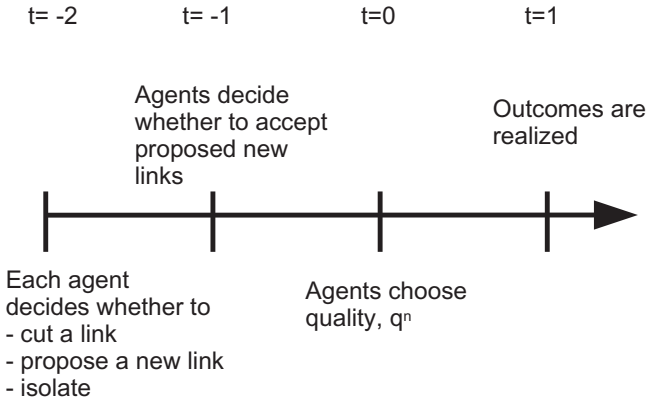 t= -2
t= -1
t=0
t=1
Agents decide
whether to accept
proposed new
links
Outcomes are
realized
Each agent
decides whether to
- cut a link
- propose a new link
- isolate
Agents choose
quality, qⁿ